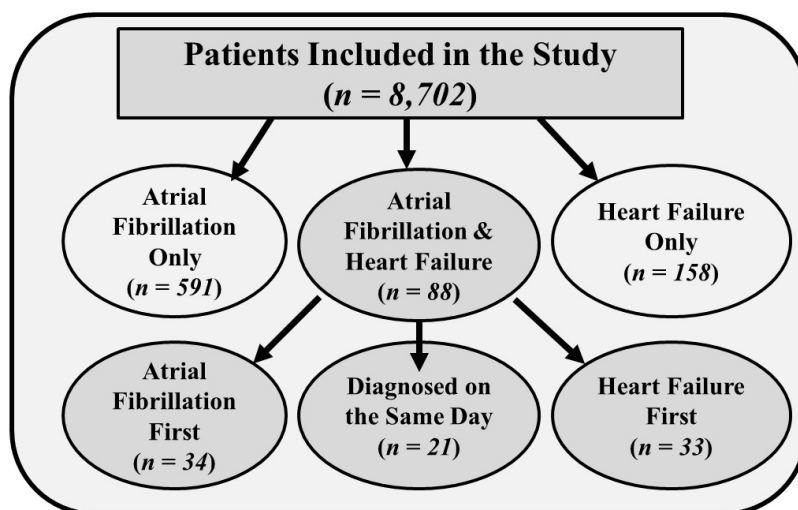 Patients Included in the Study
(n = 8,702)
Atrial
Fibrillation
Only
(n = 591)
Atrial
Fibrillation &
Heart Failure
(n = 88)
Heart Failure
Only
(n = 158)
Atrial
Fibrillation
First
(n = 34)
Diagnosed on
the Same Day
(n = 21)
Heart Failure
First
(n = 33)